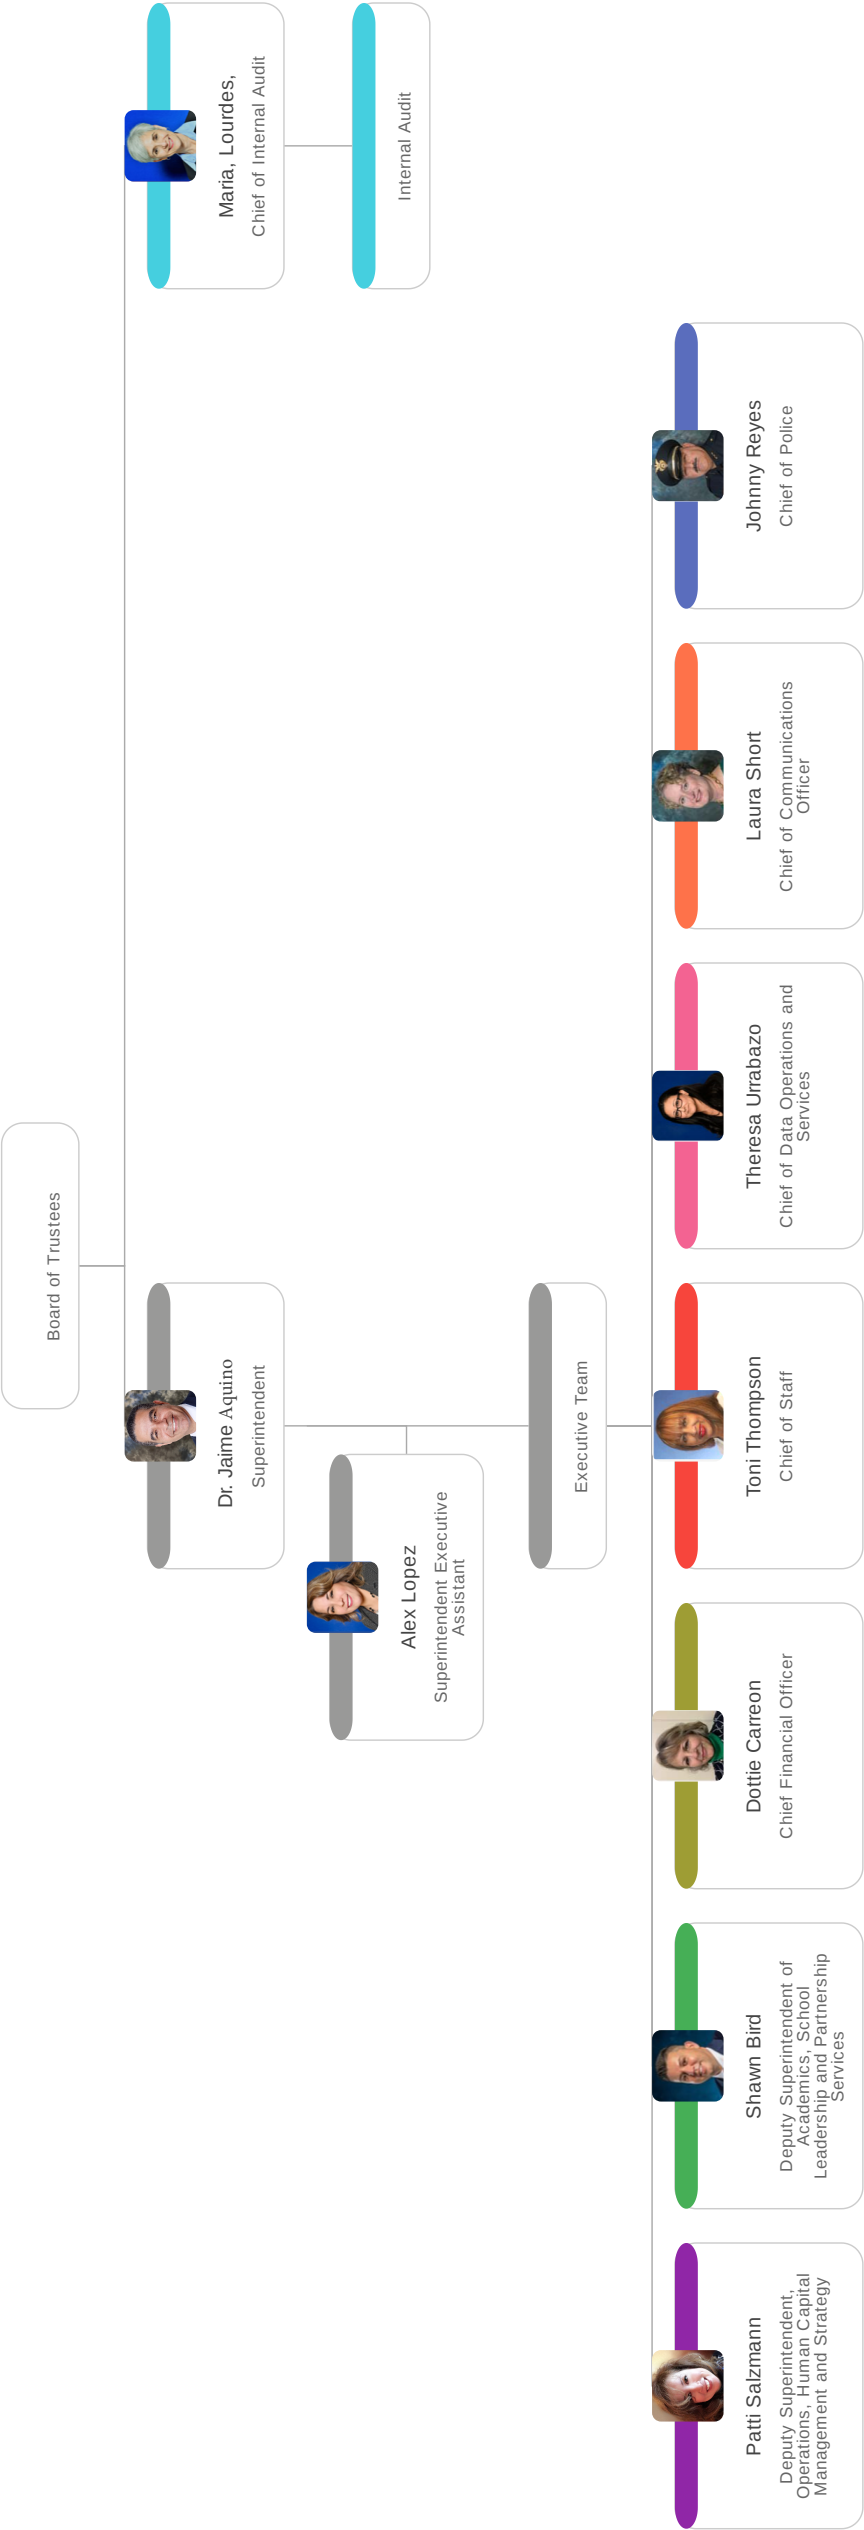 Board of Trustees
Dr. Jaime Aquino
Superintendent
Maria, Lourdes,
Chief of Internal Audit
Alex Lopez
Superintendent Executive
Assistant
Internal Audit
Executive Team
Patti Salzmann
Deputy Superintendent,
Operations, Human Capital
Management and Strategy
Shawn Bird
Deputy Superintendent of
Academics, School
Leadership and Partnership
Services
Dottie Carreon
Chief Financial Officer
Toni Thompson
Chief of Staff
Theresa Urrabazo
Chief of Data Operations and
Services
Laura Short
Chief of Communications
Officer
Johnny Reyes
Chief of Police